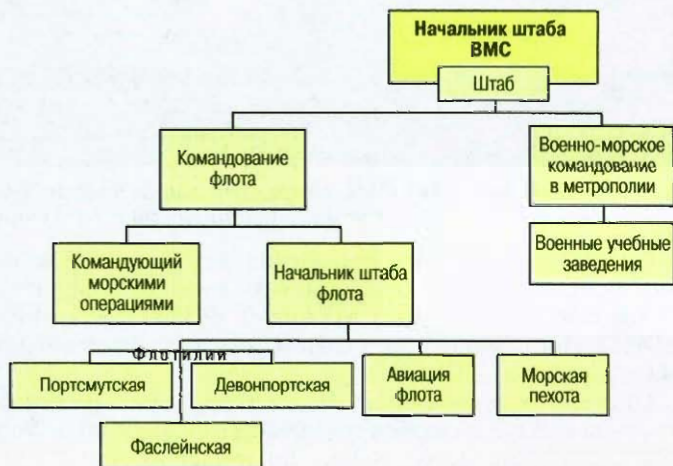 Начальник штаба
ВМС
Штаб
Командование
флота
Военно-морское
командование
в метрополии
Командующий
морскими
операциями
Начальник штаба
флота
Военные учебные
заведения
Флотилии
Портсмутская
Девонпортская
Авиация
флота
Морская
пехота
Фаслейнская